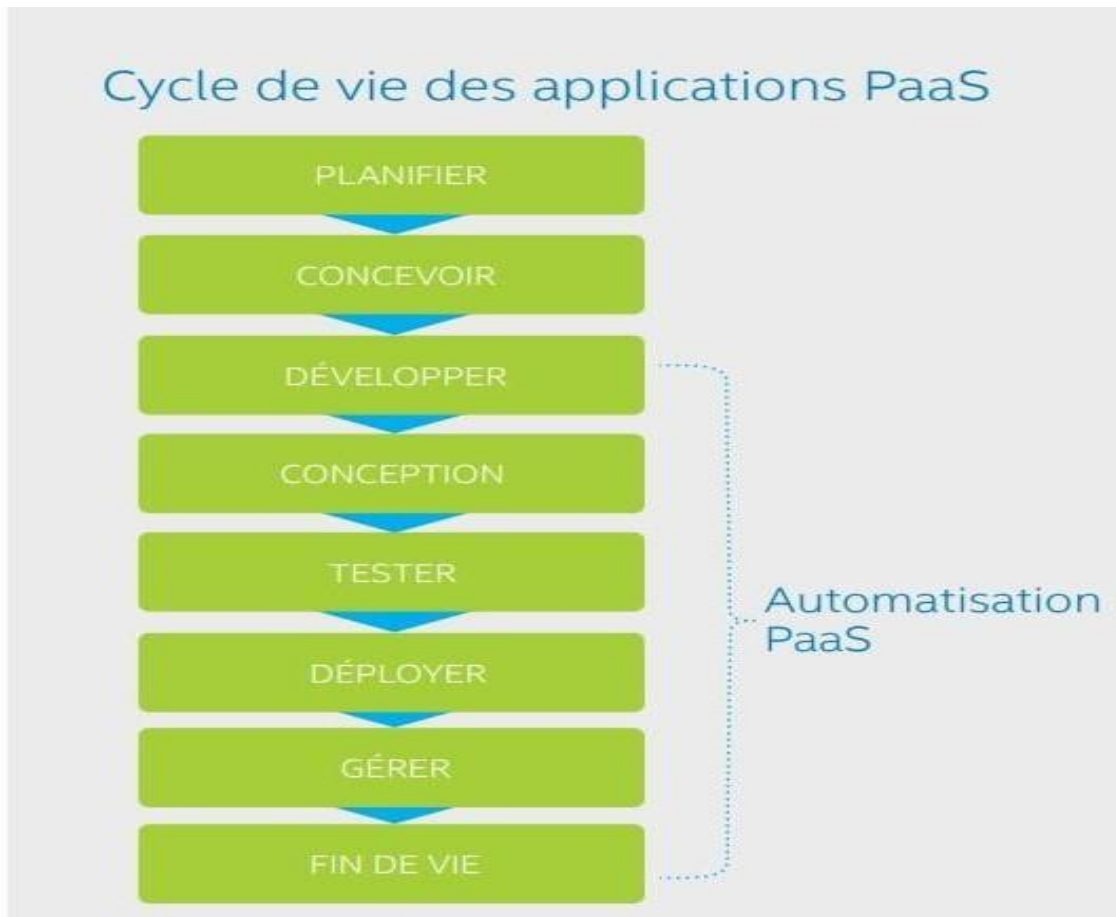 Cycle de vie des applications PaaS
PLANIFIER
CONCEVOIR
DÉVELOPPER
CONCEPTION
TESTER
DÉPLOYER
GÉRER
FIN DE VIE
Automatisation
PaaS